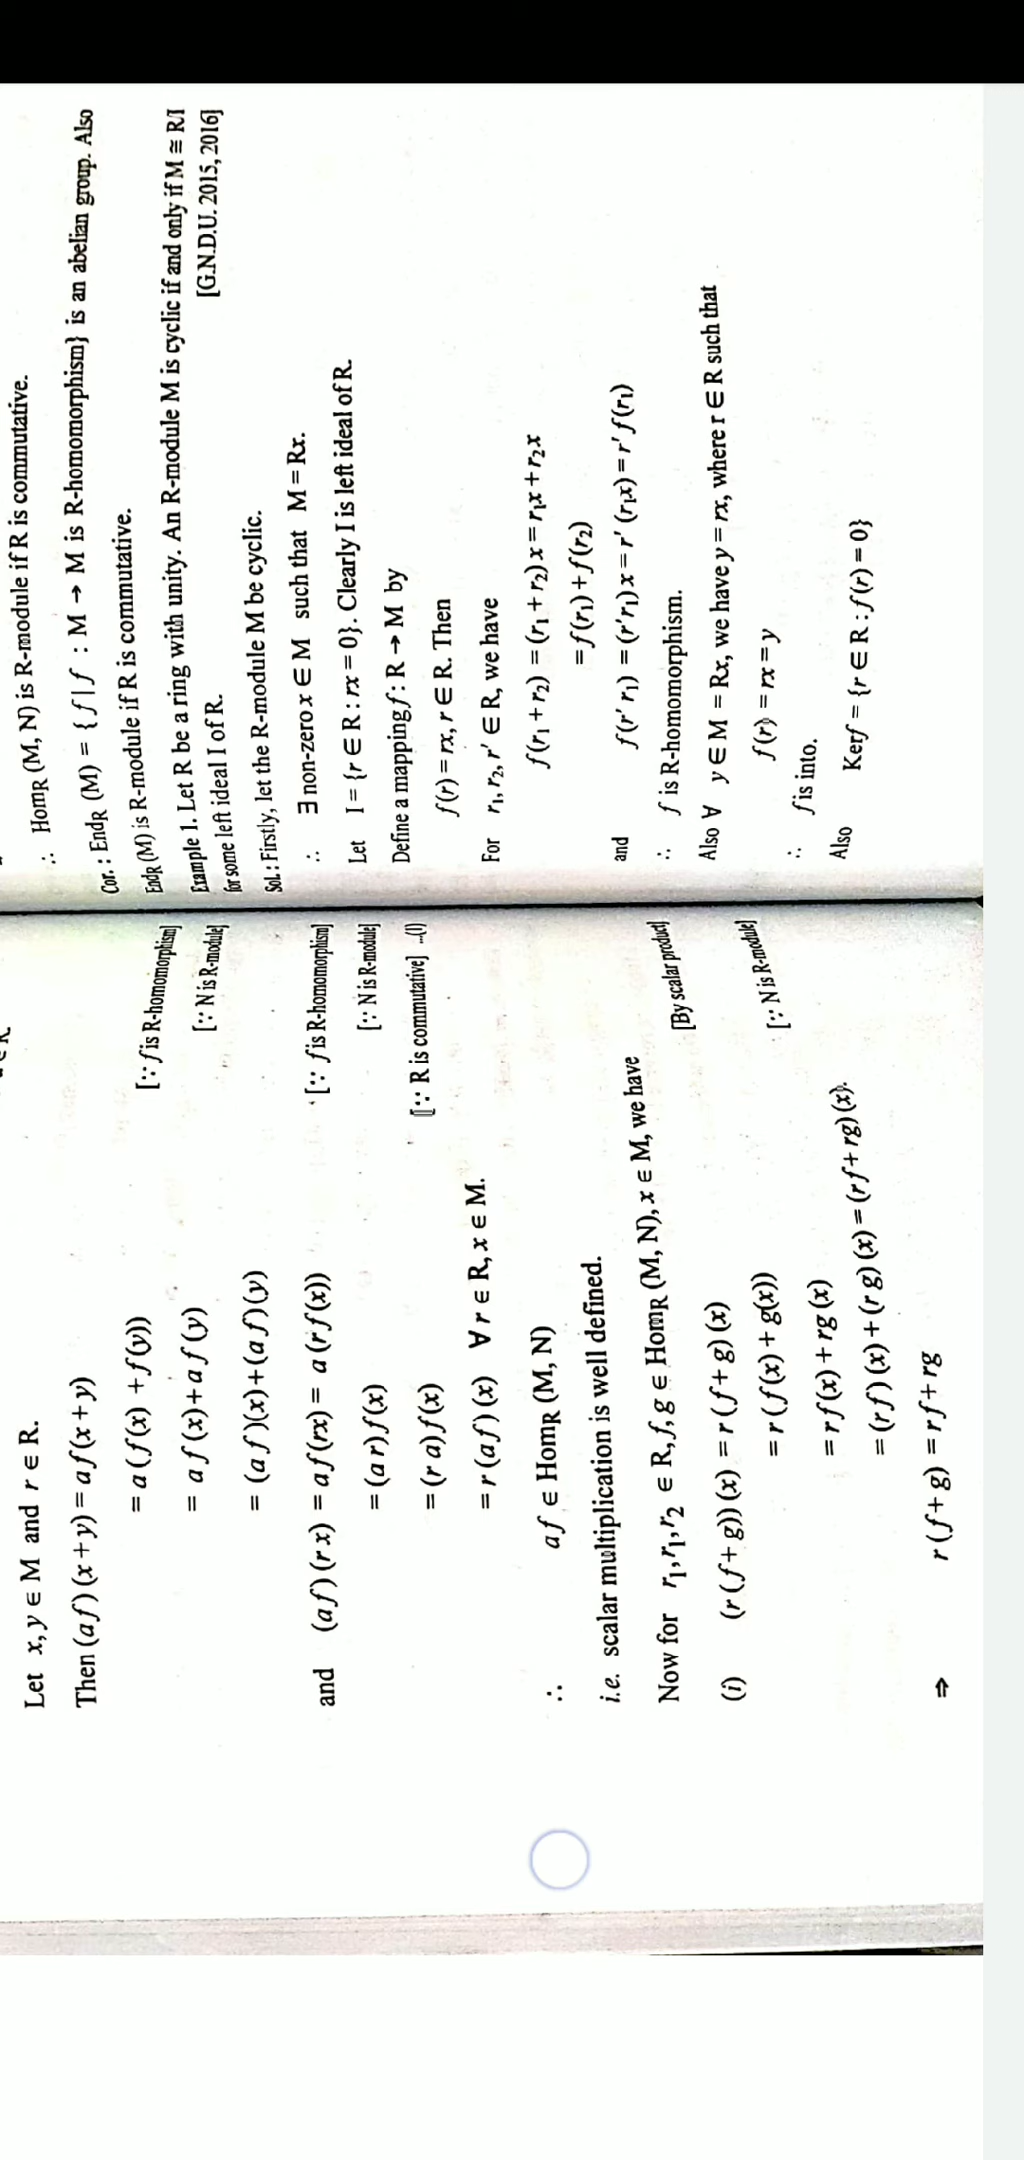 Let x, y ∈ M and r ∈ R.
Then (af)(x+y) = af(x+y)
= a(f(x) + f(y)) [∵ f is R-homomorphism]
= af(x)+af(y) [∵ N is R-module]
= (af)(x)+(af)(y)
and (af)(rx) = af(rx) = a(rf(x)) [∵ f is R-homomorphism]
= (ar)f(x) [∵ N is R-module]
= (ra)f(x) [∵ R is commutative] ...(1)
= r(af)(x) ∀ r ∈ R, x ∈ M.
∴ af ∈ HomR (M, N)
i.e. scalar multiplication is well defined.
Now for r1, r1, r2 ∈ R, f, g ∈ HomR (M, N), x ∈ M, we have
(i) (r(f+g))(x) = r(f+g)(x) [By scalar product]
= r(f(x)+g(x))
= rf(x)+rg(x) [∵ N is R-module]
= (rf)(x)+(rg)(x) = (rf+rg)(x).
⇒ r(f+g) = rf+rg
∴ HomR (M, N) is R-module if R is commutative.
Cor. : EndR (M) = { f | f : M → M is R-homomorphism} is an abelian group. Also
EndR (M) is R-module if R is commutative.
Example 1. Let R be a ring with unity. An R-module M is cyclic if and only if M ≅ R/I
for some left ideal I of R. [G.N.D.U. 2015, 2016]
Sol. : Firstly, let the R-module M be cyclic.
∴ ∃ non-zero x ∈ M such that M = Rx.
Let I = {r ∈ R : rx = 0}. Clearly I is left ideal of R.
Define a mapping f : R → M by
f(r) = rx, r ∈ R. Then
For r1, r2, r' ∈ R, we have
f(r1 + r2) = (r1 + r2)x = r1x + r2x
= f(r1) + f(r2)
and f(r' r1) = (r'r1)x = r' (r1x) = r' f(r1)
∴ f is R-homomorphism.
Also ∀ y ∈ M = Rx, we have y = rx, where r ∈ R such that
f(r) = rx = y
∴ f is into.
Also Kerf = {r ∈ R : f(r) = 0}